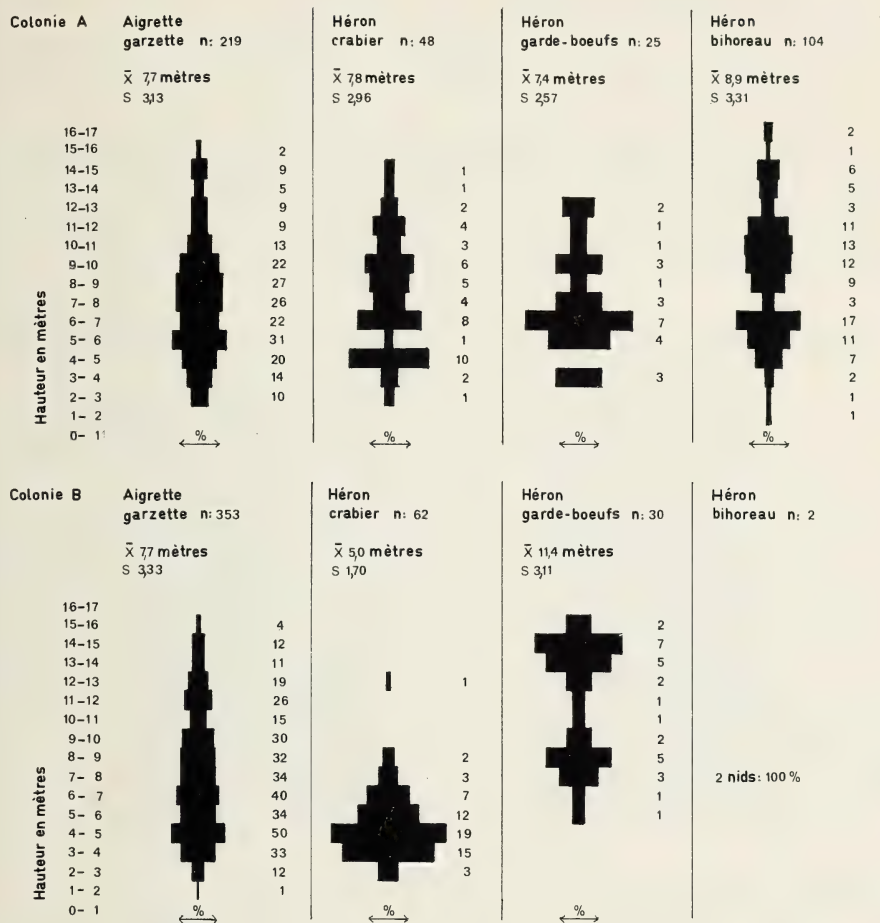 Colonie A Aigrette Héron Héron Héron
garzette n: 219 crabier n: 48 garde-boeufs n: 25 bihoreau n: 104
X̄ 7,7 mètres X̄ 7,8 mètres X̄ 7,4 mètres X̄ 8,9 mètres
S 3,13 S 2,96 S 2,57 S 3,31
Hauteur en mètres
16-17 2
15-16 2 1
14-15 9 1 6
13-14 5 1 5
12-13 9 2 2 3
11-12 9 4 1 11
10-11 13 3 1 13
9-10 22 6 3 12
8- 9 27 5 1 9
7- 8 26 4 3 3
6- 7 22 8 7 17
5- 6 31 1 4 11
4- 5 20 10 7
3- 4 14 2 3 2
2- 3 10 1 1
1- 2 1
0- 1 % % % %
Colonie B Aigrette Héron Héron Héron
garzette n: 353 crabier n: 62 garde-boeufs n: 30 bihoreau n: 2
X̄ 7,7 mètres X̄ 5,0 mètres X̄ 11,4 mètres
S 3,33 S 1,70 S 3,11
Hauteur en mètres
16-17
15-16 4 2
14-15 12 7
13-14 11 5
12-13 19 1 2
11-12 26 1
10-11 15 1
9-10 30 2
8- 9 32 2 5
7- 8 34 3 3 2 nids: 100 %
6- 7 40 7 1
5- 6 34 12 1
4- 5 50 19
3- 4 33 15
2- 3 12 3
1- 2 1
0- 1 % % %